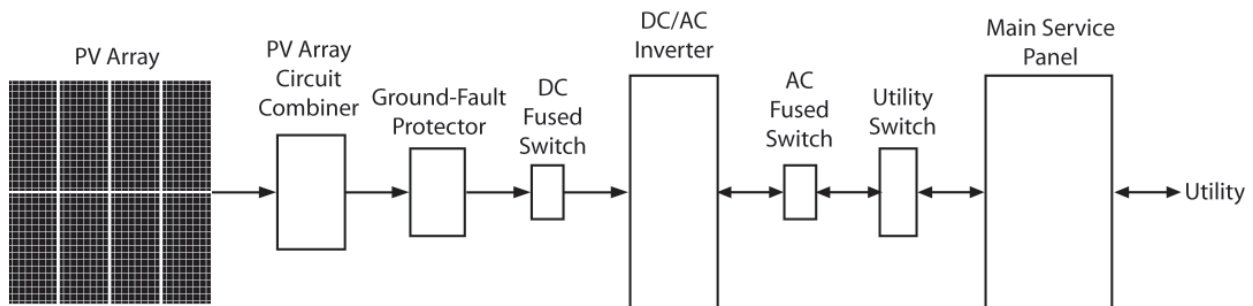 PV Array
PV Array
Circuit
Combiner
Ground-Fault
Protector
DC
Fused
Switch
DC/AC
Inverter
AC
Fused
Switch
Utility
Switch
Main Service
Panel
Utility